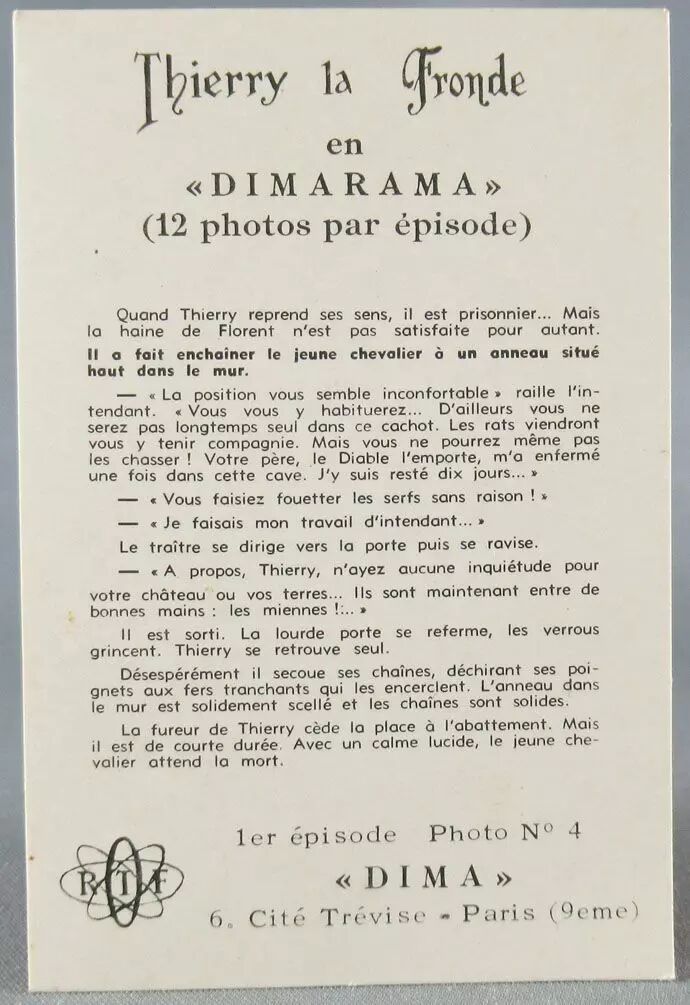 Thierry la Fronde
en
«DIMARAMA»
(12 photos par épisode)
Quand Thierry reprend ses sens, il est prisonnier... Mais
la haine de Florent n'est pas satisfaite pour autant.
Il a fait enchaîner le jeune chevalier à un anneau situé
haut dans le mur.
— « La position vous semble inconfortable » raille l'in-
tendant. « Vous vous y habituerez... D'ailleurs vous ne
serez pas longtemps seul dans ce cachot. Les rats viendront
vous y tenir compagnie. Mais vous ne pourrez même pas
les chasser ! Votre père, le Diable l'emporte, m'a enfermé
une fois dans cette cave. J'y suis resté dix jours... »
— « Vous faisiez fouetter les serfs sans raison ! »
— « Je faisais mon travail d'intendant... »
Le traître se dirige vers la porte puis se ravise.
— « A propos, Thierry, n'ayez aucune inquiétude pour
votre château ou vos terres... Ils sont maintenant entre de
bonnes mains : les miennes !... »
Il est sorti. La lourde porte se referme, les verrous
grincent. Thierry se retrouve seul.
Désespérément il secoue ses chaînes, déchirant ses poi-
gnets aux fers tranchants qui les encerclent. L'anneau dans
le mur est solidement scellé et les chaînes sont solides.
La fureur de Thierry cède la place à l'abattement. Mais
il est de courte durée. Avec un calme lucide, le jeune che-
valier attend la mort.
1er épisode Photo N° 4
RTF
« DIMA »
6. Cité Trévise - Paris (9eme)